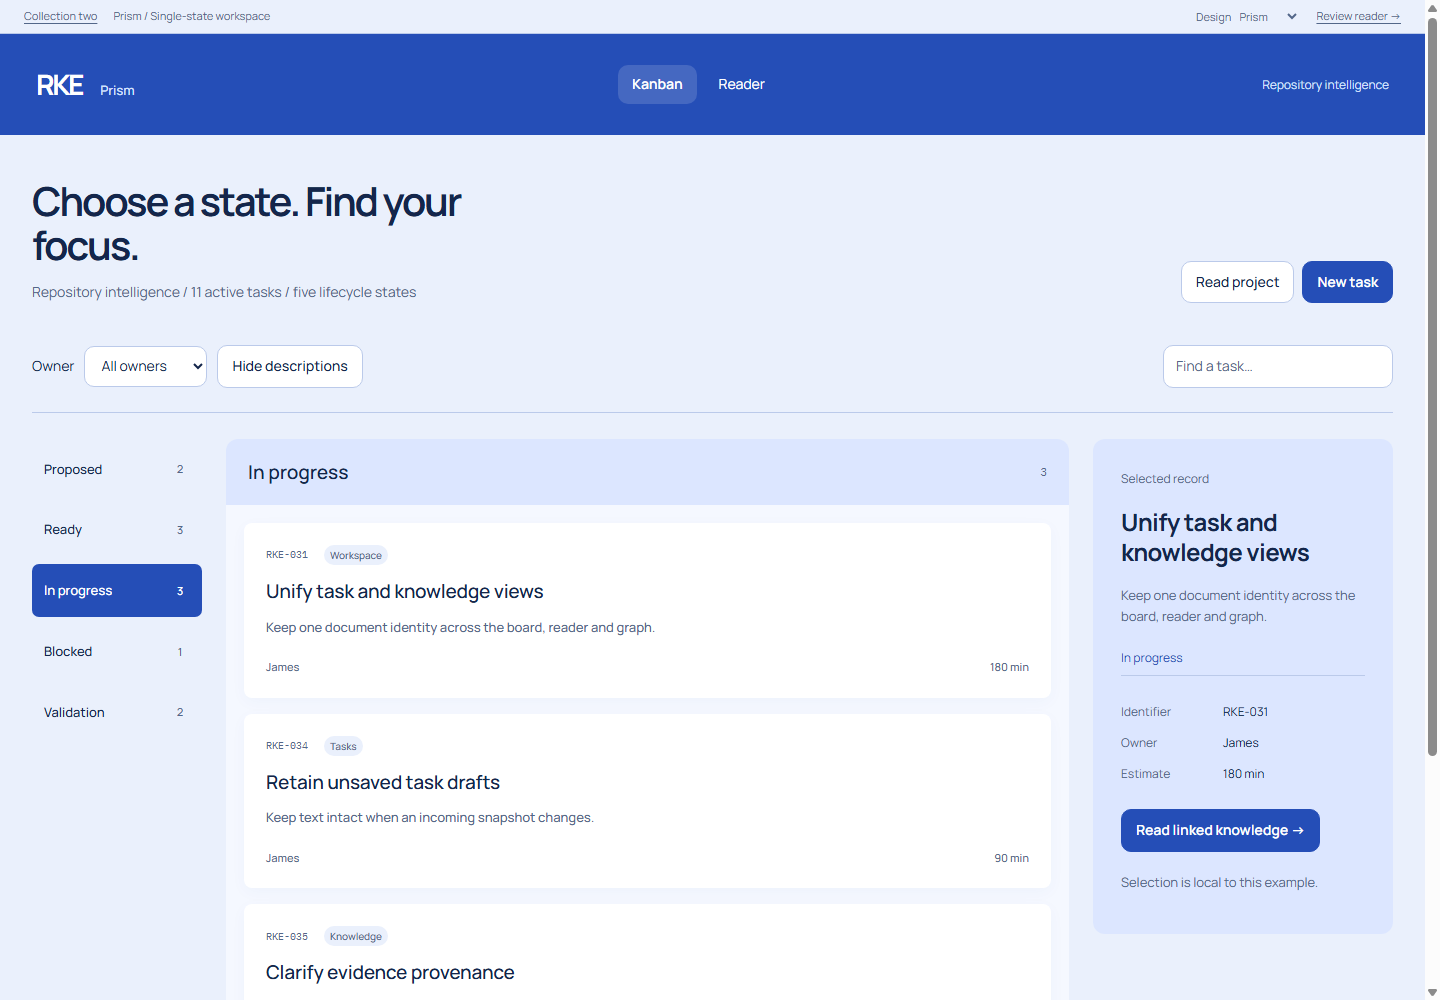 Collection two
Prism / Single-state workspace
Design Prism
Review reader →
RKE Prism
Kanban
Reader
Repository intelligence
Choose a state. Find your
focus.
Repository intelligence / 11 active tasks / five lifecycle states
Read project
New task
Owner
All owners
Hide descriptions
Find a task...
Proposed 2
Ready 3
In progress 3
Blocked 1
Validation 2
In progress 3
RKE-031 Workspace
Unify task and knowledge views
Keep one document identity across the board, reader and graph.
James 180 min
RKE-034 Tasks
Retain unsaved task drafts
Keep text intact when an incoming snapshot changes.
James 90 min
RKE-035 Knowledge
Clarify evidence provenance
Selected record
Unify task and
knowledge views
Keep one document identity across the
board, reader and graph.
In progress
Identifier RKE-031
Owner James
Estimate 180 min
Read linked knowledge →
Selection is local to this example.